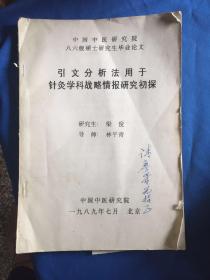 中国中医研究院
八六级硕士研究生毕业论文
引文分析法用于
针灸学科战略情报研究初探
研究生：梁俊
导师：林平青
中国中医研究院
一九八九年七月 北京